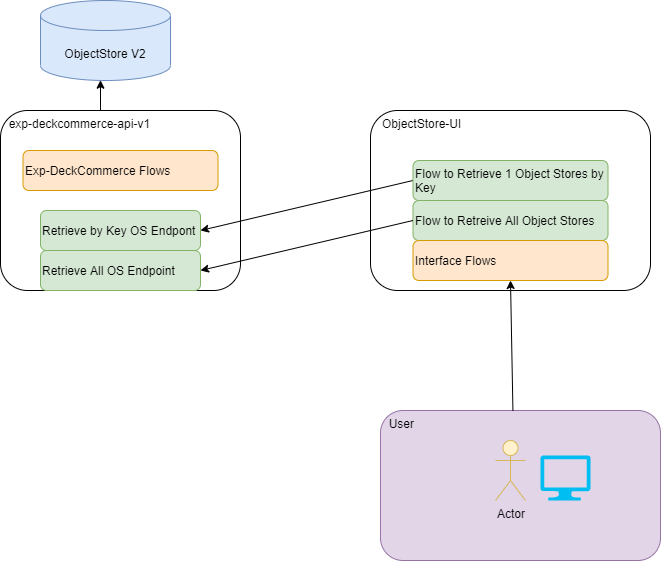 ObjectStore V2
exp-deckcommerce-api-v1
Exp-DeckCommerce Flows
Retrieve by Key OS Endpont
Retrieve All OS Endpoint
ObjectStore-UI
Flow to Retrieve 1 Object Stores by
Key
Flow to Retreive All Object Stores
Interface Flows
User
Actor